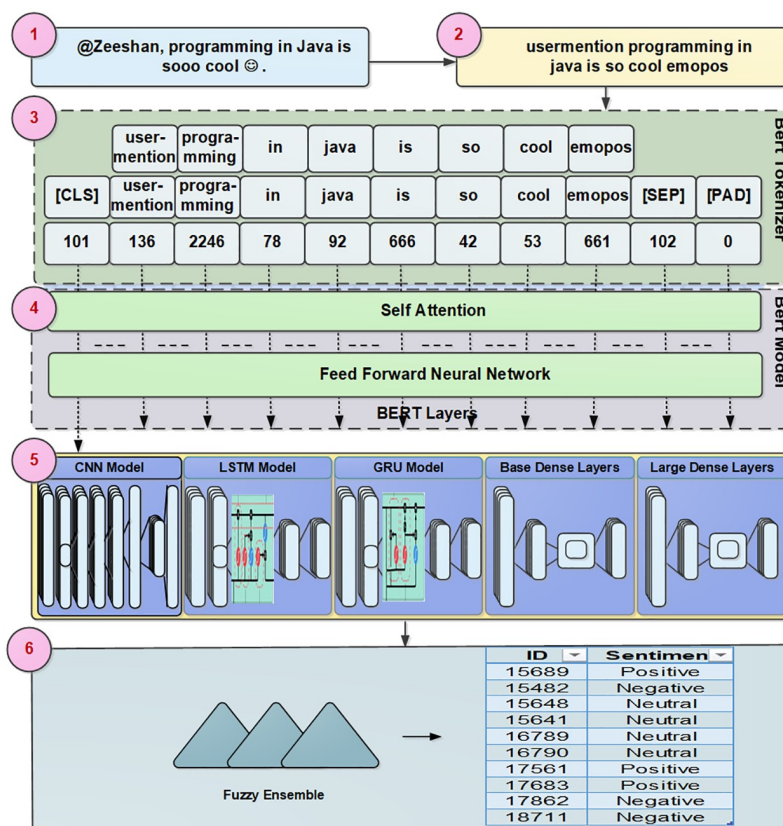 1
@Zeeshan, programming in Java is
sooo cool ☺ .
2
usermention programming in
java is so cool emopos
3
user-mention progra-mming in java is so cool emopos
[CLS] user-mention progra-mming in java is so cool emopos [SEP] [PAD]
101 136 2246 78 92 666 42 53 661 102 0
Bert Tokenizer
4
Self Attention
Feed Forward Neural Network
BERT Layers
Bert Model
5
CNN Model LSTM Model GRU Model Base Dense Layers Large Dense Layers
6
Fuzzy Ensemble
ID Sentimen
15689 Positive
15482 Negative
15648 Neutral
15641 Neutral
16789 Neutral
16790 Neutral
17561 Positive
17683 Positive
17862 Negative
18711 Negative